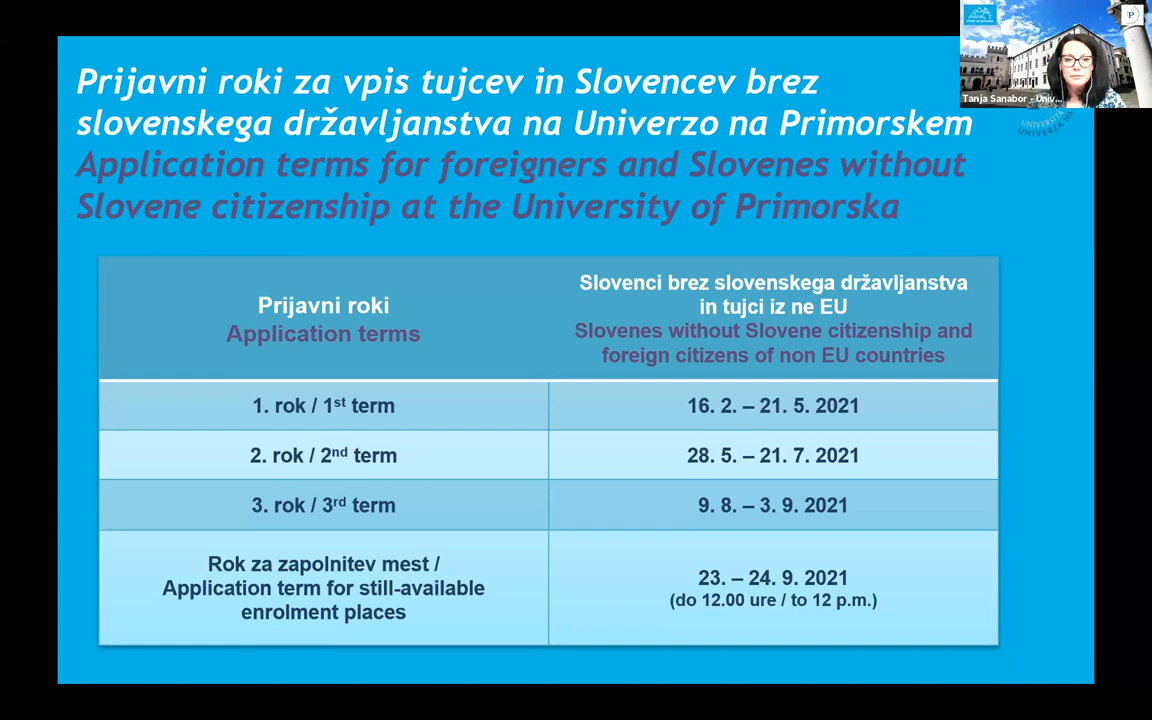 Prijavni roki za vpis tujcev in Slovencev brez
slovenskega državljanstva na Univerzo na Primorskem
Application terms for foreigners and Slovenes without
Slovene citizenship at the University of Primorska
Tanja Sanabor - Univ...
UNIVERZA NA
Prijavni roki
Application terms
Slovenci brez slovenskega državljanstva
in tujci iz ne EU
Slovenes without Slovene citizenship and
foreign citizens of non EU countries
1. rok / 1st term
16. 2. – 21. 5. 2021
2. rok / 2nd term
28. 5. – 21. 7. 2021
3. rok / 3rd term
9. 8. – 3. 9. 2021
Rok za zapolnitev mest /
Application term for still-available
enrolment places
23. – 24. 9. 2021
(do 12.00 ure / to 12 p.m.)